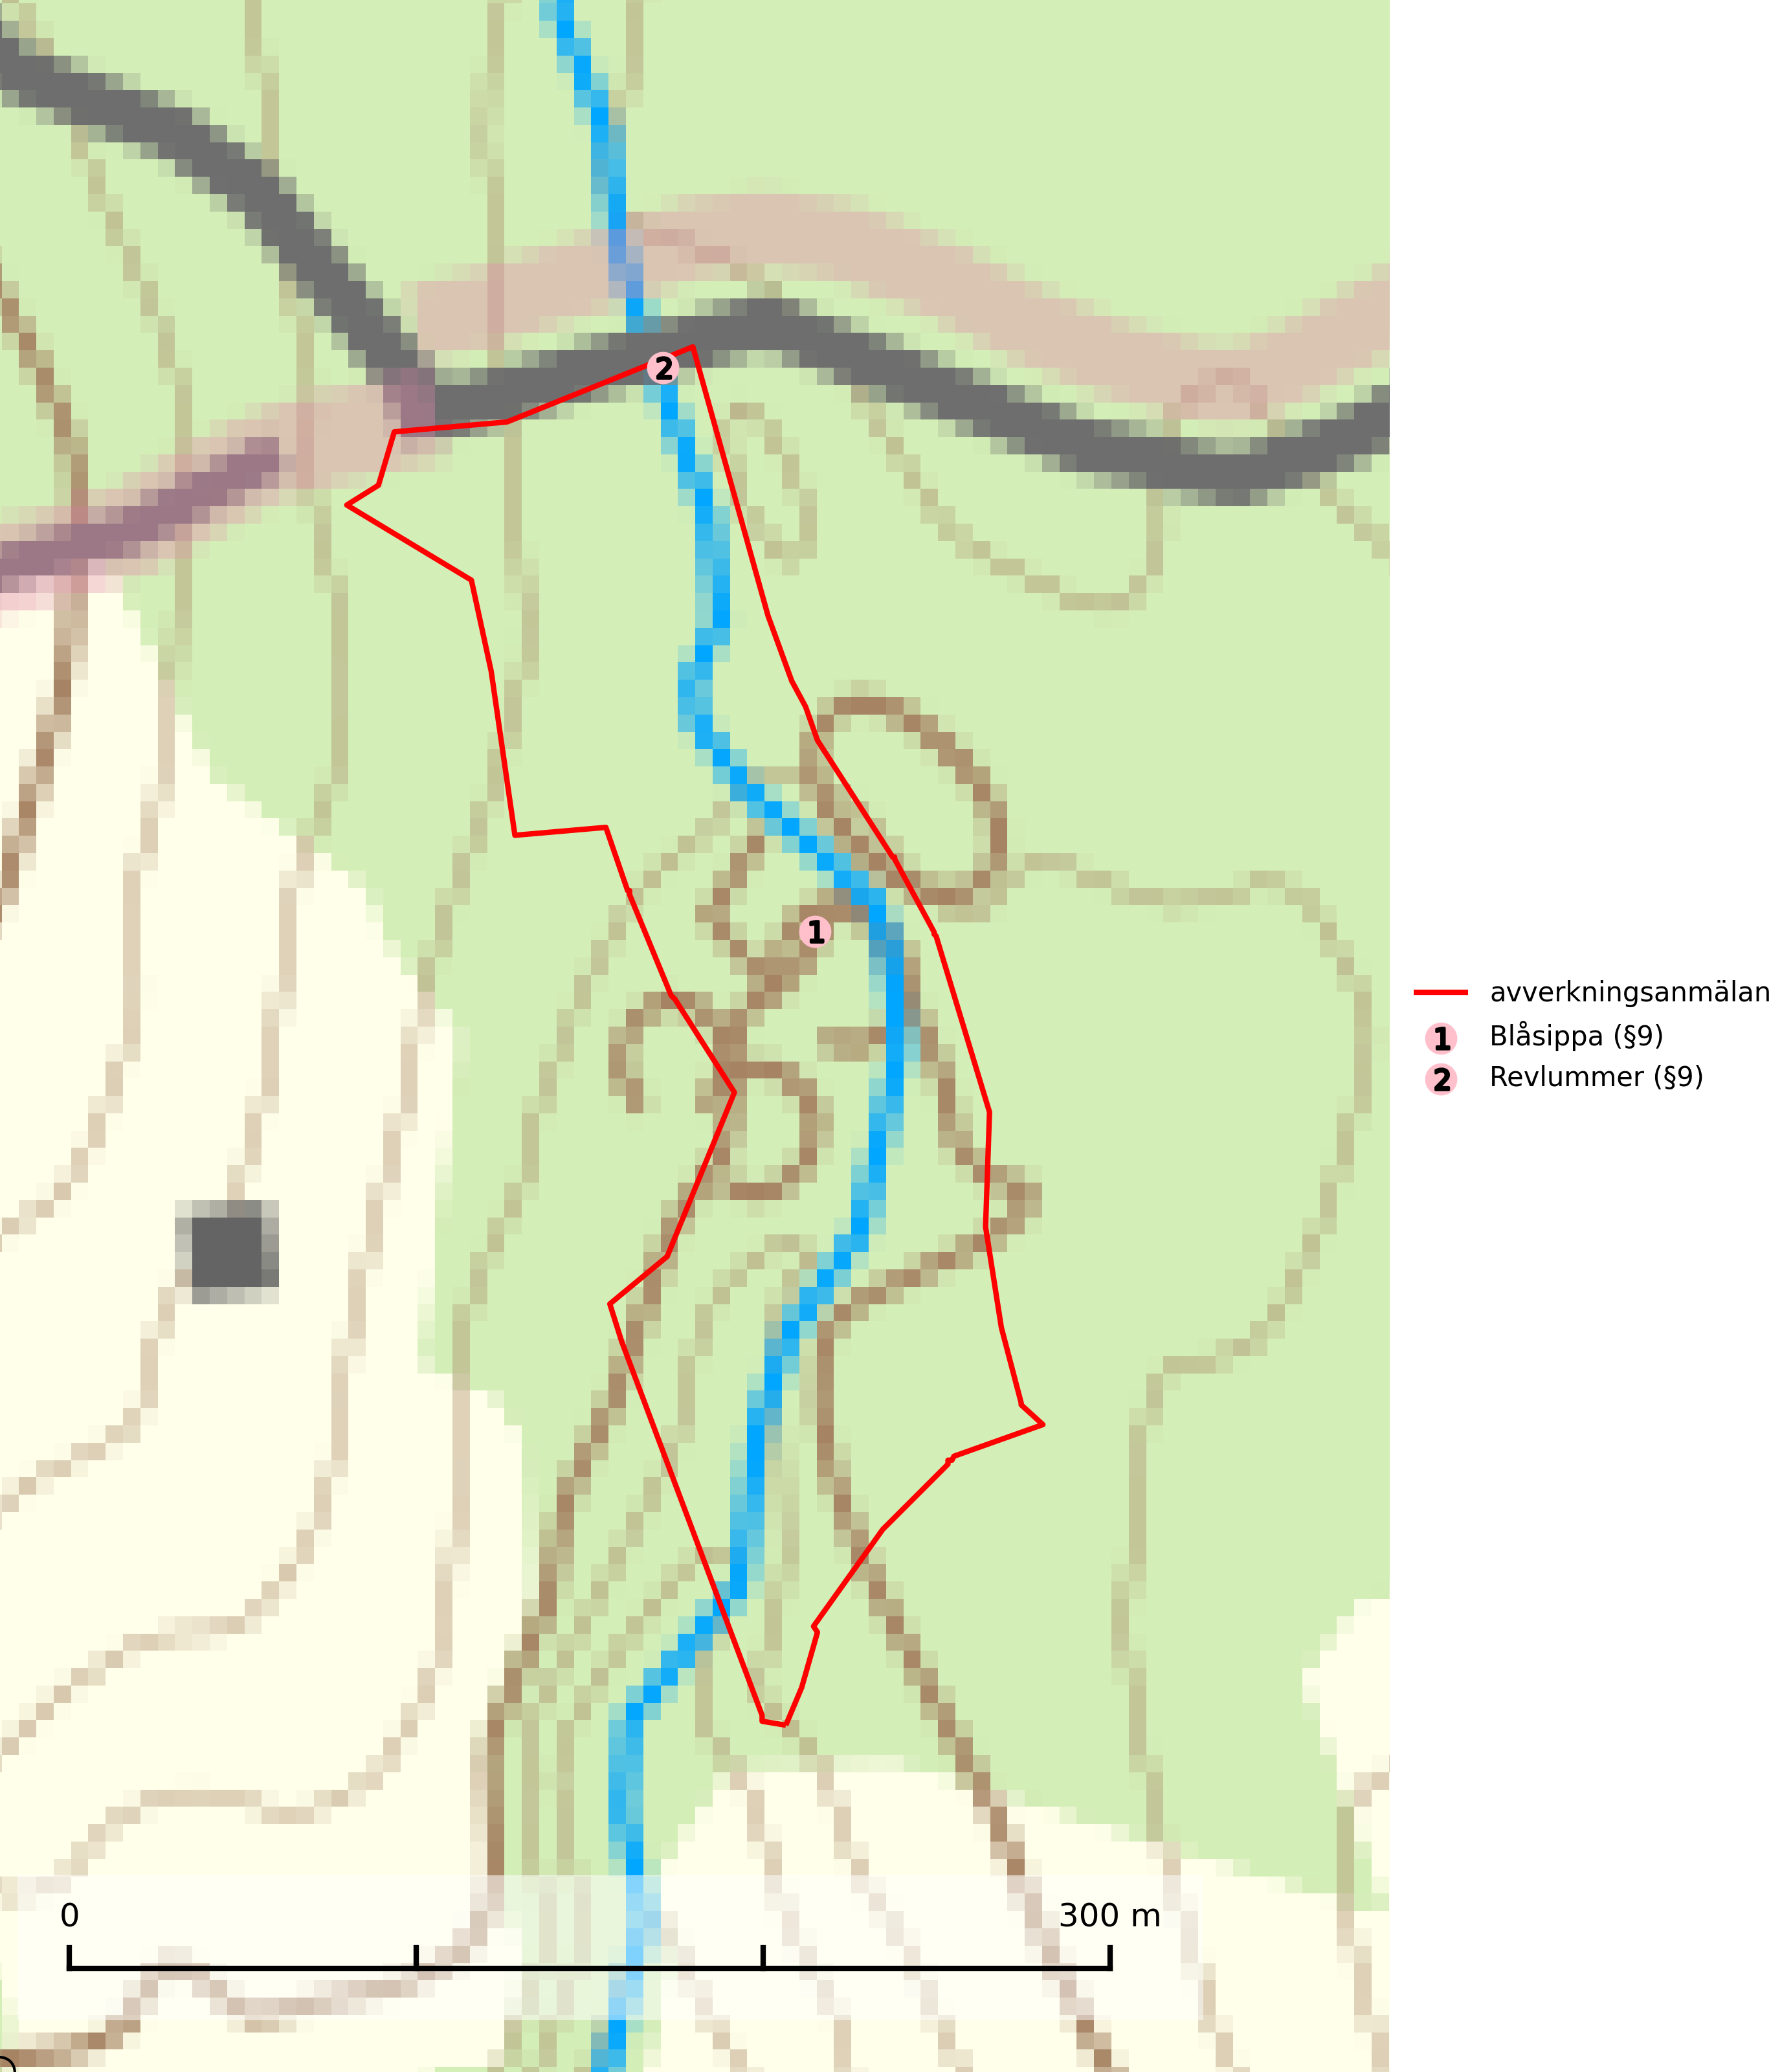 2
1
avverkningsanmälan
1 Blåsippa (§9)
2 Revlummer (§9)
0 300 m